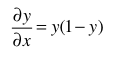 ∂y/∂x = y(1 − y)